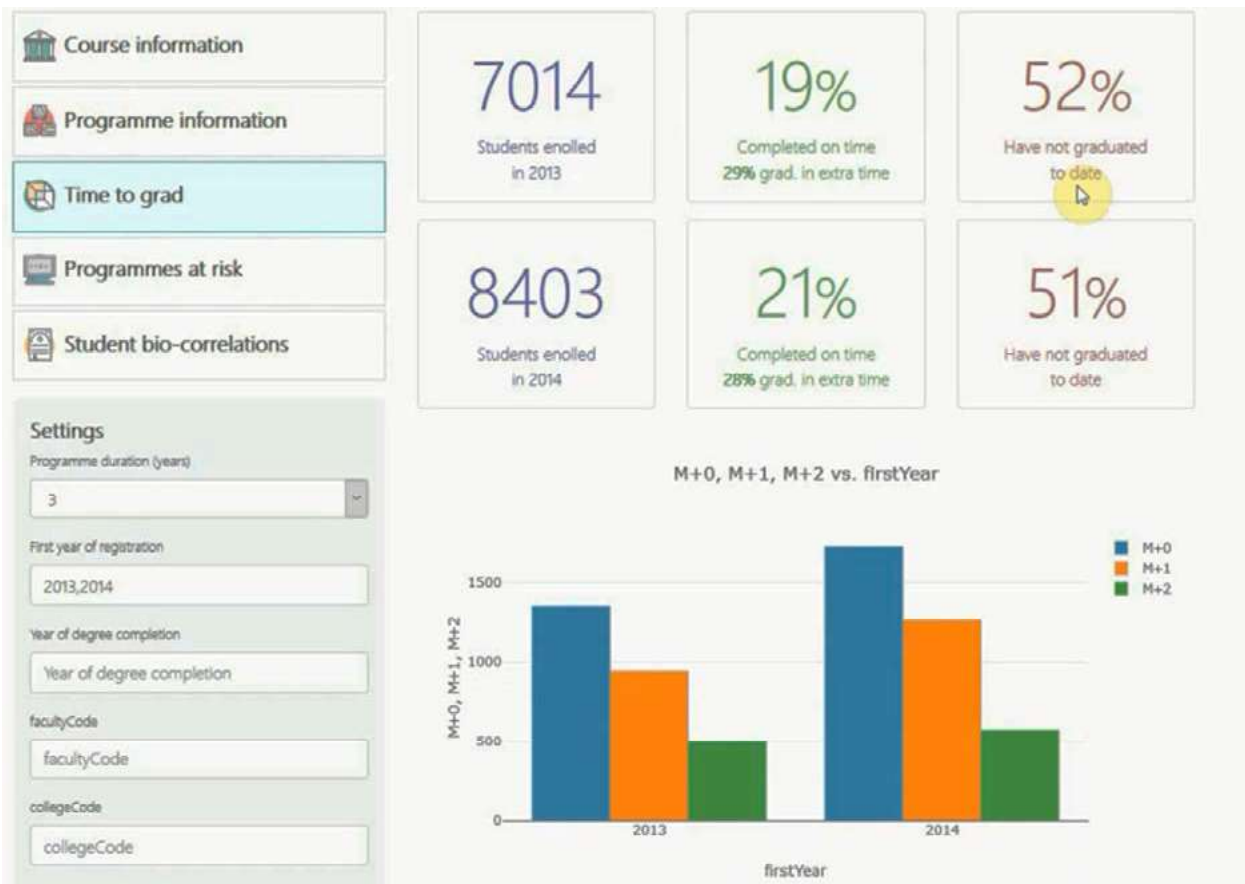 Course information
Programme information
Time to grad
Programmes at risk
Student bio-correlations
Settings
Programme duration (years)
3
First year of registration
2013,2014
Year of degree completion
Year of degree completion
facultyCode
facultyCode
collegeCode
collegeCode
7014
Students enolled
in 2013
19%
Completed on time
29% grad. in extra time
52%
Have not graduated
to date
8403
Students enolled
in 2014
21%
Completed on time
28% grad. in extra time
51%
Have not graduated
to date
M+0, M+1, M+2 vs. firstYear
M+0, M+1, M+2
1500
1000
500
0
2013
2014
firstYear
M+0
M+1
M+2